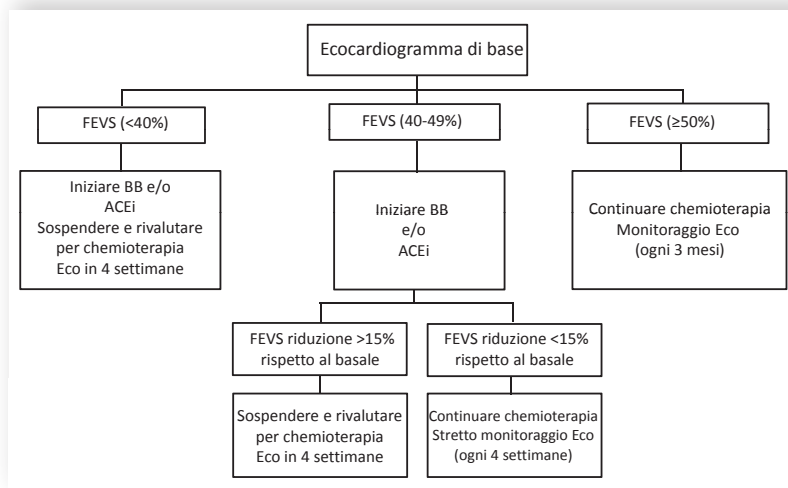 Ecocardiogramma di base
FEVS (<40%)
FEVS (40-49%)
FEVS (≥50%)
Iniziare BB e/o
ACEi
Sospendere e rivalutare
per chemioterapia
Eco in 4 settimane
Iniziare BB
e/o
ACEi
Continuare chemioterapia
Monitoraggio Eco
(ogni 3 mesi)
FEVS riduzione >15%
rispetto al basale
FEVS riduzione <15%
rispetto al basale
Sospendere e rivalutare
per chemioterapia
Eco in 4 settimane
Continuare chemioterapia
Stretto monitoraggio Eco
(ogni 4 settimane)